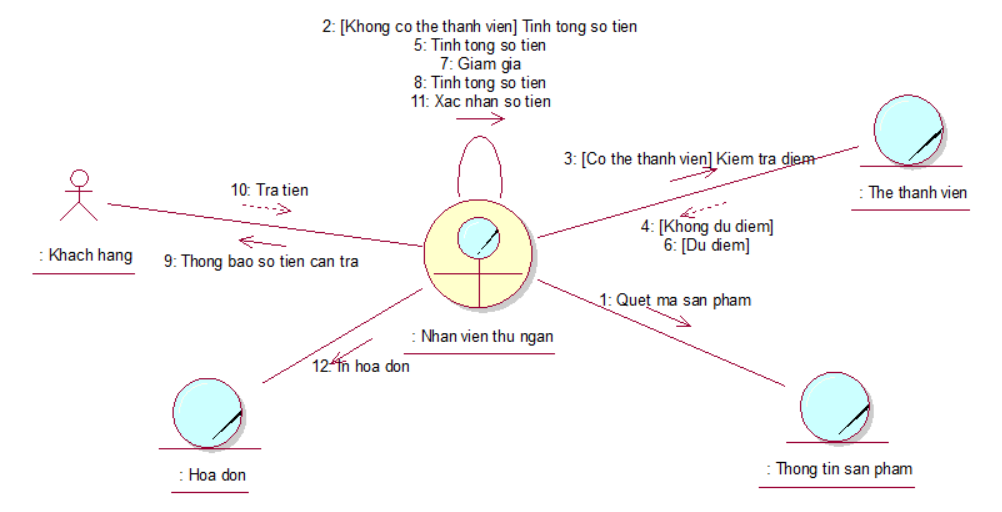 2: [Khong co the thanh vien] Tinh tong so tien
5: Tinh tong so tien
7: Giam gia
8: Tinh tong so tien
11: Xac nhan so tien
3: [Co the thanh vien] Kiem tra diem
: The thanh vien
10: Tra tien
4: [Khong du diem]
6: [Du diem]
: Khach hang
9: Thong bao so tien can tra
1: Quet ma san pham
: Nhan vien thu ngan
12: In hoa don
: Hoa don
: Thong tin san pham